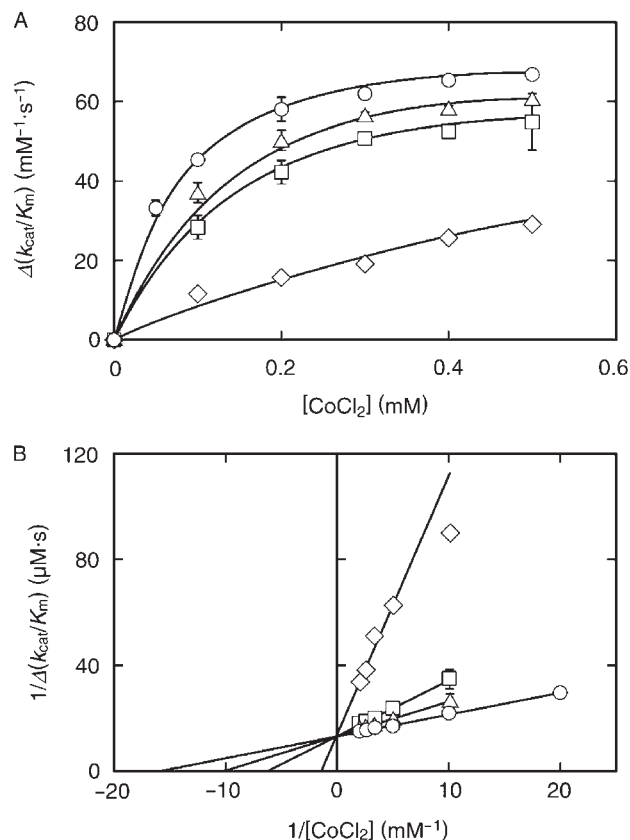 A
80
60
40
20
0
Δ(kcat/Km) (mM⁻¹·s⁻¹)
0 0.2 0.4 0.6
[CoCl₂] (mM)
B
120
80
40
0
1/Δ(kcat/Km) (µM·s)
−20 −10 0 10 20
1/[CoCl₂] (mM⁻¹)